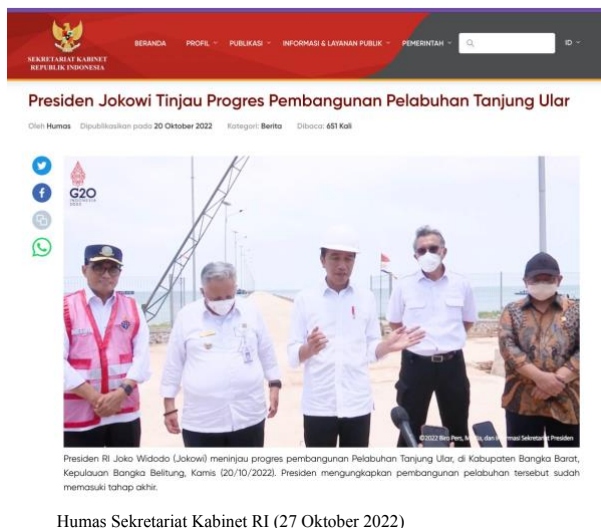 SEKRETARIAT KABINET
REPUBLIK INDONESIA
BERANDA PROFIL PUBLIKASI INFORMASI & LAYANAN PUBLIK PEMERINTAH ID
Presiden Jokowi Tinjau Progres Pembangunan Pelabuhan Tanjung Ular
Oleh Humas Dipublikasikan pada 20 Oktober 2022 Kategori: Berita Dibaca: 651 Kali
G20
INDONESIA
2022
©2022 Biro Pers, Media, dan Informasi Sekretariat Presiden
Presiden RI Joko Widodo (Jokowi) meninjau progres pembangunan Pelabuhan Tanjung Ular, di Kabupaten Bangka Barat,
Kepulauan Bangka Belitung, Kamis (20/10/2022). Presiden mengungkapkan pembangunan pelabuhan tersebut sudah
memasuki tahap akhir.
Humas Sekretariat Kabinet RI (27 Oktober 2022)